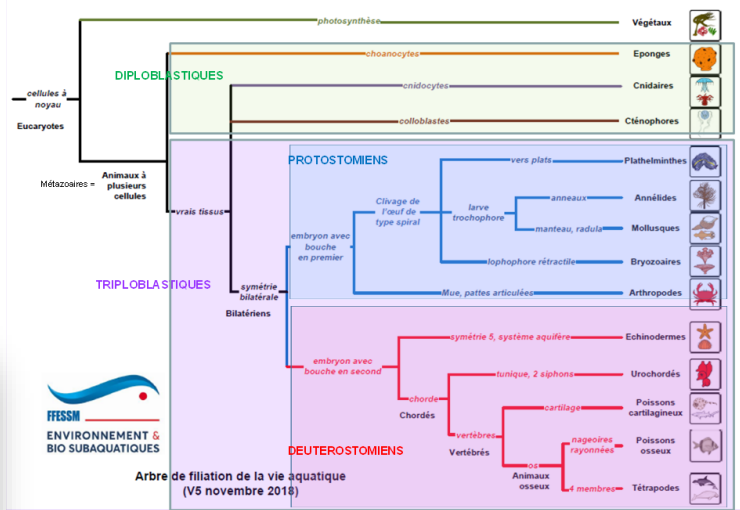 photosynthèse
Végétaux
choanocytes
Eponges
DIPLOBLASTIQUES
cnidocytes
Cnidaires
cellules à
noyau
Eucaryotes
colloblastes
Cténophores
PROTOSTOMIENS
vers plats
Plathelminthes
Métazoaires =
Animaux à
plusieurs
cellules
anneaux
Annélides
vrais tissus
Clivage de
l'œuf de
type spiral
larve
trochophore
manteau, radula
Mollusques
embryon avec
bouche
en premier
lophophore rétractile
Bryozoaires
TRIPLOBLASTIQUES
symétrie
bilatérale
Bilatériens
Mue, pattes articulées
Arthropodes
symétrie 5, système aquifère
Echinodermes
embryon avec
bouche en second
tunique, 2 siphons
Urochordés
chorde
Chordés
cartilage
Poissons
cartilagineux
vertèbres
Vertébrés
nageoires
rayonnées
Poissons
osseux
DEUTEROSTOMIENS
os
Animaux
osseux
4 membres
Tétrapodes
FFESSM
ENVIRONNEMENT &
BIO SUBAQUATIQUES
Arbre de filiation de la vie aquatique
(V5 novembre 2018)